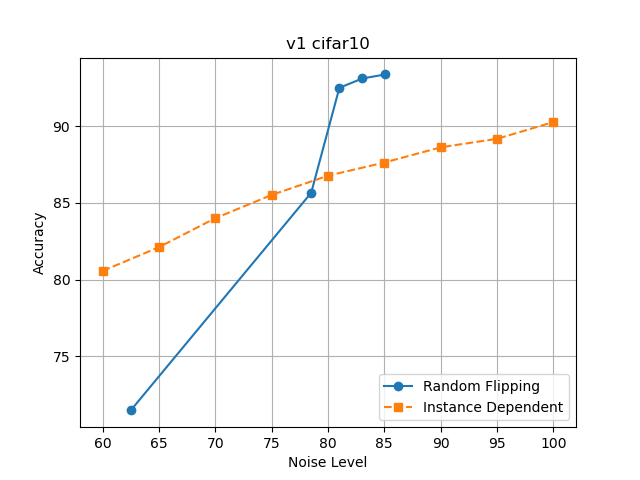 v1 cifar10
Accuracy
90
85
80
75
60 65 70 75 80 85 90 95 100
Noise Level
Random Flipping
Instance Dependent